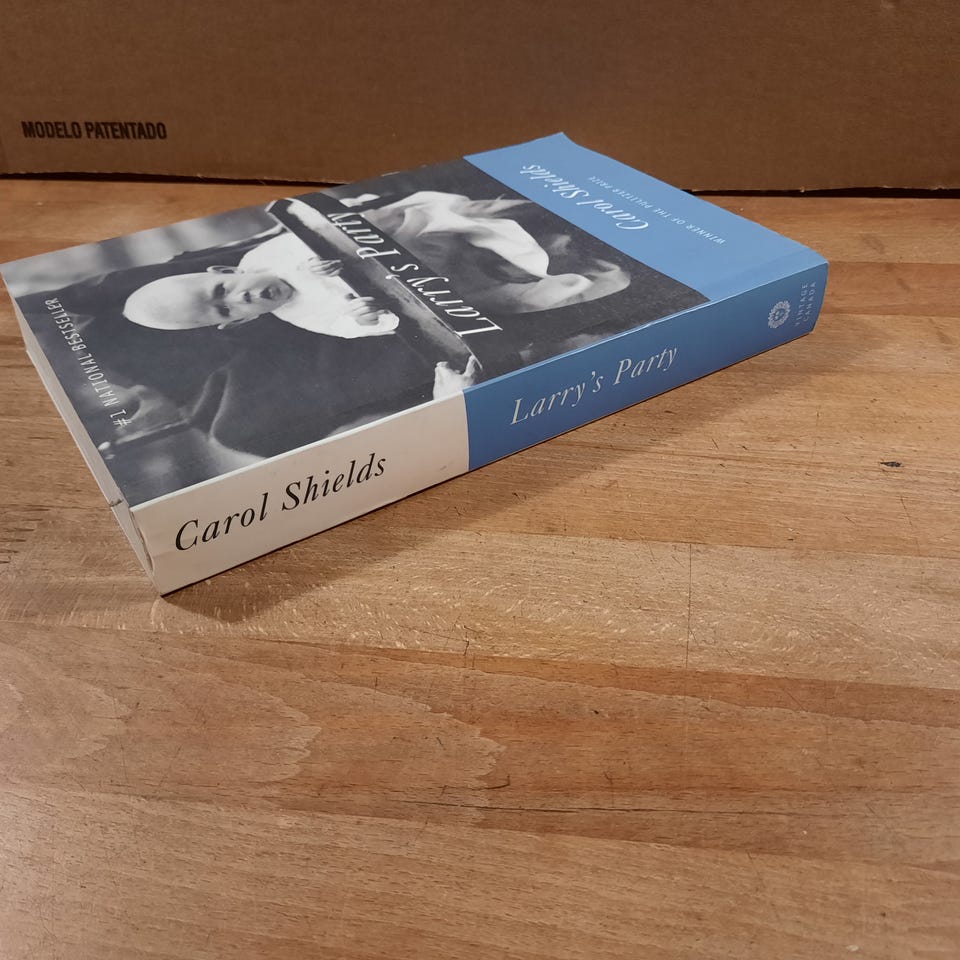 MODELO PATENTADO
#1 NATIONAL BESTSELLER
Larry's Party
Carol Shields
WINNER OF THE PULITZER PRIZE
Carol Shields
Larry's Party
VINTAGE
CANADA